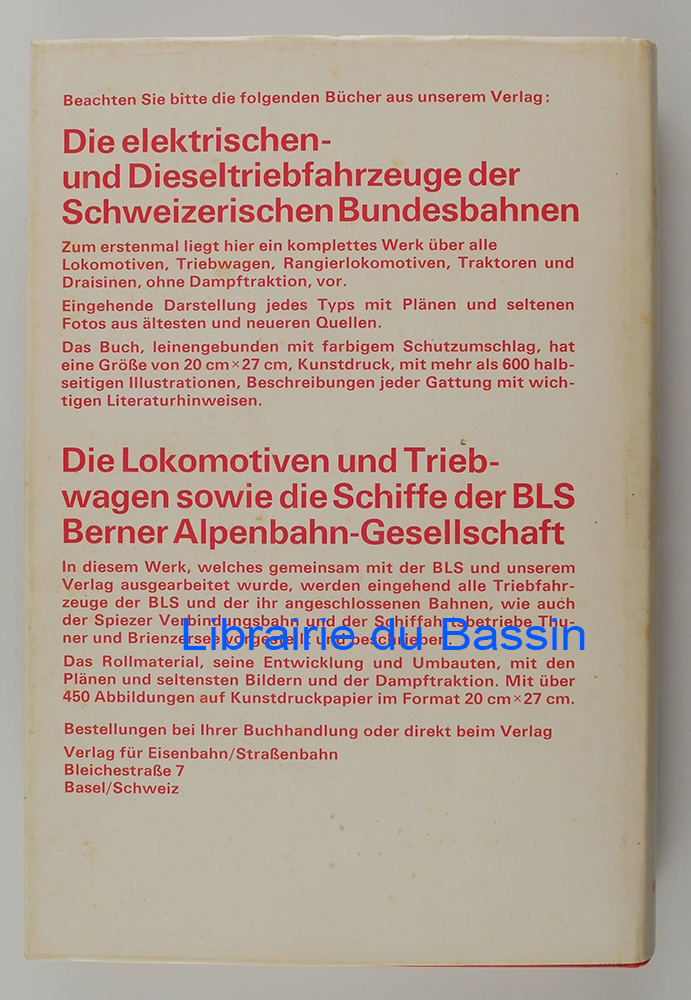 Beachten Sie bitte die folgenden Bücher aus unserem Verlag:
Die elektrischen-
und Dieseltriebfahrzeuge der
Schweizerischen Bundesbahnen
Zum erstenmal liegt hier ein komplettes Werk über alle
Lokomotiven, Triebwagen, Rangierlokomotiven, Traktoren und
Draisinen, ohne Dampftraktion, vor.
Eingehende Darstellung jedes Typs mit Plänen und seltenen
Fotos aus ältesten und neueren Quellen.
Das Buch, leinengebunden mit farbigem Schutzumschlag, hat
eine Größe von 20 cm×27 cm, Kunstdruck, mit mehr als 600 halb-
seitigen Illustrationen, Beschreibungen jeder Gattung mit wich-
tigen Literaturhinweisen.
Die Lokomotiven und Trieb-
wagen sowie die Schiffe der BLS
Berner Alpenbahn-Gesellschaft
In diesem Werk, welches gemeinsam mit der BLS und unserem
Verlag ausgearbeitet wurde, werden eingehend alle Triebfahr-
zeuge der BLS und der ihr angeschlossenen Bahnen, wie auch
der Spiezer Verbindungsbahn und der Schiffahrtsbetriebe Thu-
ner und Brienzersee vorgestellt und beschrieben.
Librairie du Bassin
Das Rollmaterial, seine Entwicklung und Umbauten, mit den
Plänen und seltensten Bildern und der Dampftraktion. Mit über
450 Abbildungen auf Kunstdruckpapier im Format 20 cm×27 cm.
Bestellungen bei Ihrer Buchhandlung oder direkt beim Verlag
Verlag für Eisenbahn/Straßenbahn
Bleichestraße 7
Basel/Schweiz